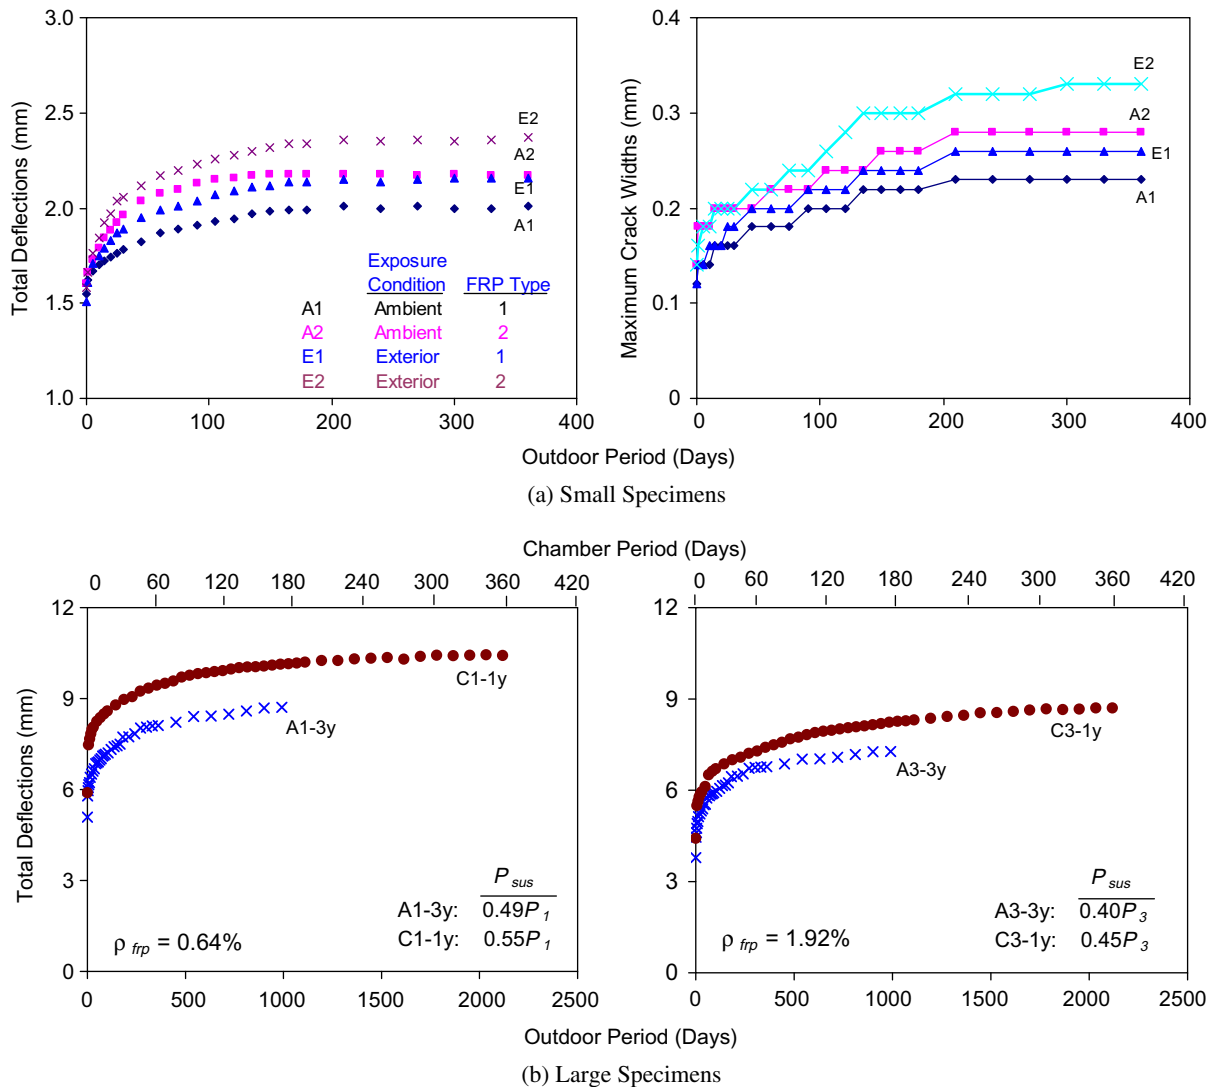 3.0
2.5
2.0
1.5
1.0
Total Deflections (mm)
E2
A2
E1
A1
Exposure
Condition FRP Type
A1 Ambient 1
A2 Ambient 2
E1 Exterior 1
E2 Exterior 2
0 100 200 300 400
0.4
0.3
0.2
0.1
0
Maximum Crack Widths (mm)
E2
A2
E1
A1
0 100 200 300 400
Outdoor Period (Days)
(a) Small Specimens
Chamber Period (Days)
0 60 120 180 240 300 360 420
12
9
6
3
0
Total Deflections (mm)
C1-1y
A1-3y
P sus
A1-3y: 0.49P 1
C1-1y: 0.55P 1
ρ frp = 0.64%
0 500 1000 1500 2000 2500
0 60 120 180 240 300 360 420
12
9
6
3
0
Total Deflections (mm)
C3-1y
A3-3y
P sus
A3-3y: 0.40P 3
C3-1y: 0.45P 3
ρ frp = 1.92%
0 500 1000 1500 2000 2500
Outdoor Period (Days)
(b) Large Specimens